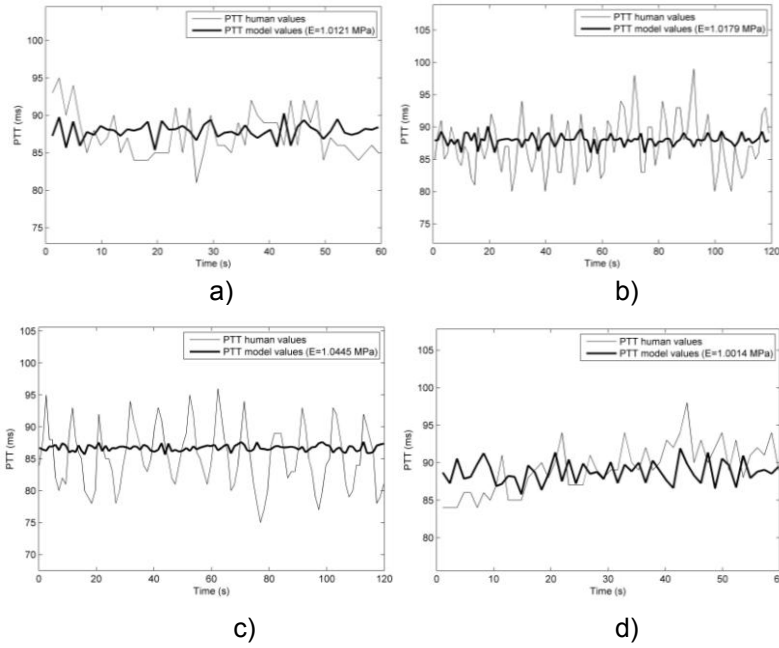 PTT human values
PTT model values (E=1.0121 MPa)
100
95
90
85
80
75
PTT (ms)
0 10 20 30 40 50 60
Time (s)
a)
PTT human values
PTT model values (E=1.0179 MPa)
105
100
95
90
85
80
75
PTT (ms)
0 20 40 60 80 100 120
Time (s)
b)
PTT human values
PTT model values (E=1.0445 MPa)
105
100
95
90
85
80
75
70
PTT (ms)
0 20 40 60 80 100 120
Time (s)
c)
PTT human values
PTT model values (E=1.0014 MPa)
105
100
95
90
85
80
PTT (ms)
0 10 20 30 40 50 60
Time (s)
d)